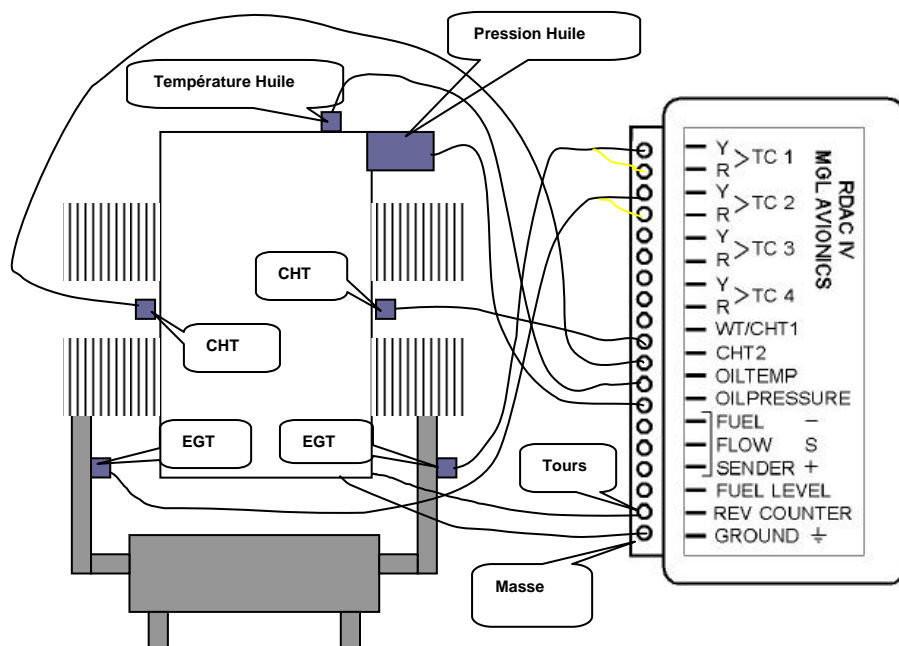 Pression Huile
Température Huile
CHT
CHT
EGT
EGT
Tours
Masse
Y
R
>TC 1
Y
R
>TC 2
Y
R
>TC 3
Y
R
>TC 4
WT/CHT1
CHT2
OILTEMP
OILPRESSURE
FUEL -
FLOW S
SENDER +
FUEL LEVEL
REV COUNTER
GROUND ⏚
RDAC IV
MGL AVIONICS